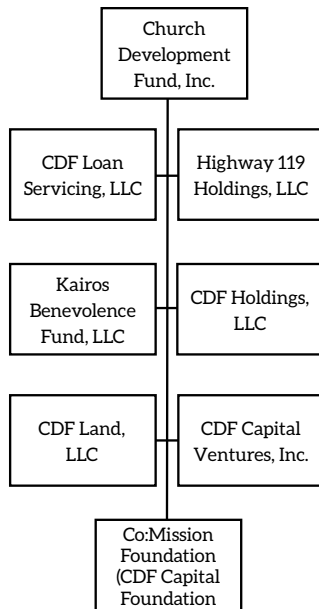 Church
Development
Fund, Inc.
CDF Loan
Servicing, LLC
Highway 119
Holdings, LLC
Kairos
Benevolence
Fund, LLC
CDF Holdings,
LLC
CDF Land,
LLC
CDF Capital
Ventures, Inc.
Co:Mission
Foundation
(CDF Capital
Foundation